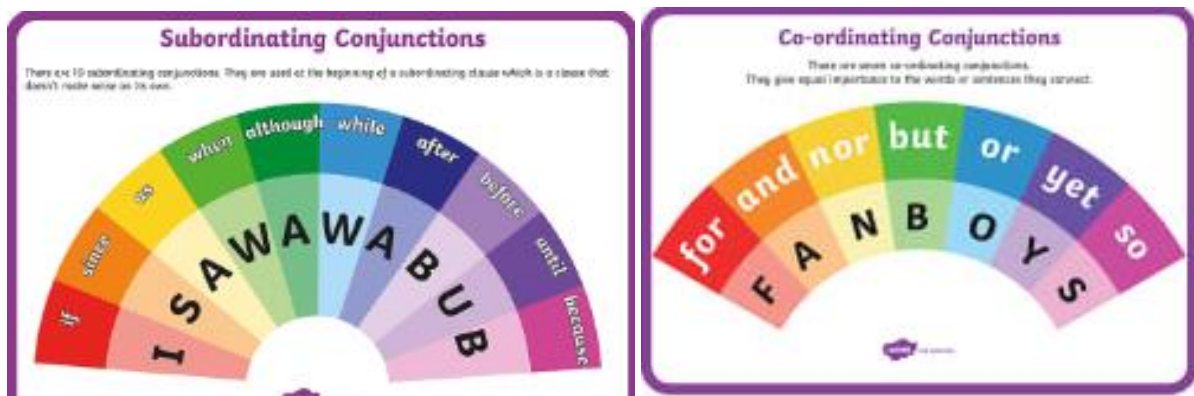 Subordinating Conjunctions
There are 10 subordinating conjunctions. They are used at the beginning of a subordinating clause which is a clause that
doesn't make sense on its own.
if
since
as
when
although
while
after
before
until
because
I
S
A
W
A
W
A
B
U
B
Co-ordinating Conjunctions
There are seven co-ordinating conjunctions.
They give equal importance to the words or sentences they connect.
for
and
nor
but
or
yet
so
F
A
N
B
O
Y
S